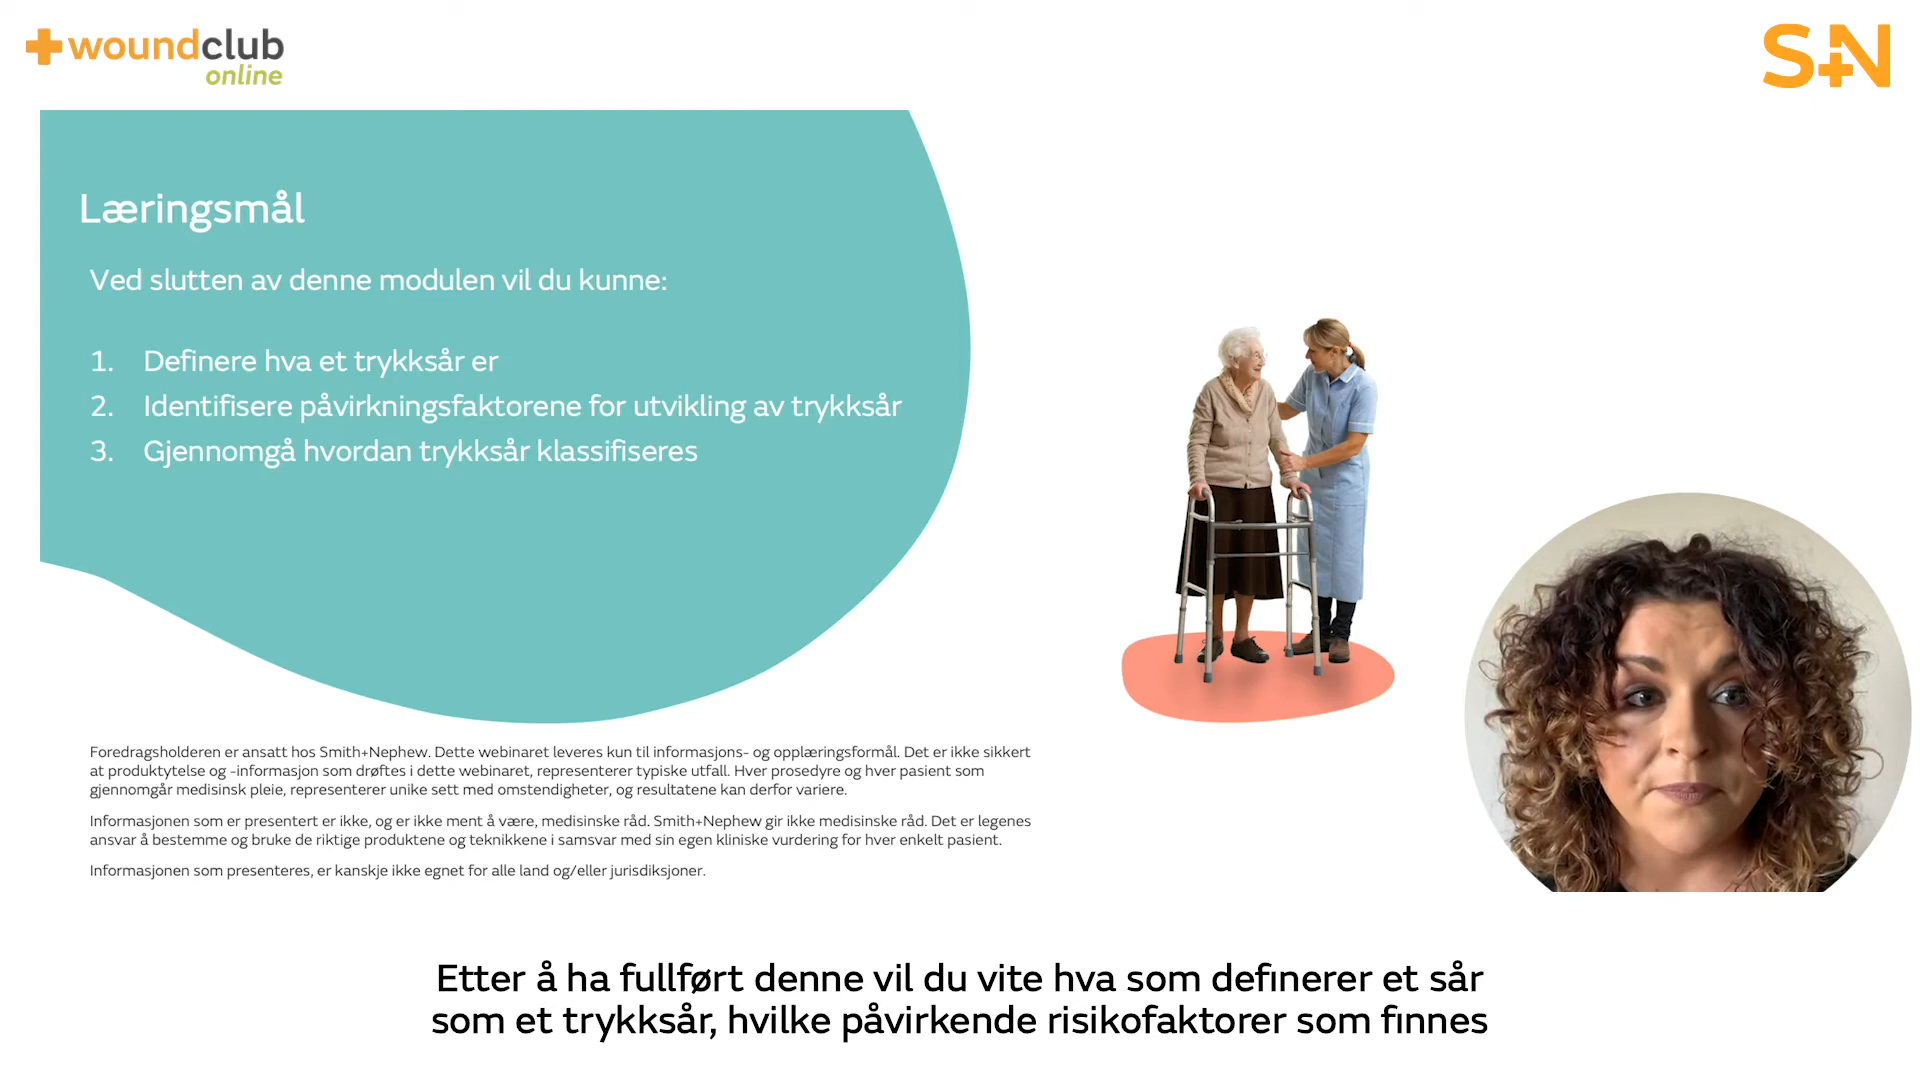 woundclub
online
S+N
Læringsmål
Ved slutten av denne modulen vil du kunne:
1. Definere hva et trykksår er
2. Identifisere påvirkningsfaktorene for utvikling av trykksår
3. Gjennomgå hvordan trykksår klassifiseres
Foredragsholderen er ansatt hos Smith+Nephew. Dette webinaret leveres kun til informasjons- og opplæringsformål. Det er ikke sikkert
at produktytelse og -informasjon som drøftes i dette webinaret, representerer typiske utfall. Hver prosedyre og hver pasient som
gjennomgår medisinsk pleie, representerer unike sett med omstendigheter, og resultatene kan derfor variere.
Informasjonen som er presentert er ikke, og er ikke ment å være, medisinske råd. Smith+Nephew gir ikke medisinske råd. Det er legenes
ansvar å bestemme og bruke de riktige produktene og teknikkene i samsvar med sin egen kliniske vurdering for hver enkelt pasient.
Informasjonen som presenteres, er kanskje ikke egnet for alle land og/eller jurisdiksjoner.
Etter å ha fullført denne vil du vite hva som definerer et sår
som et trykksår, hvilke påvirkende risikofaktorer som finnes